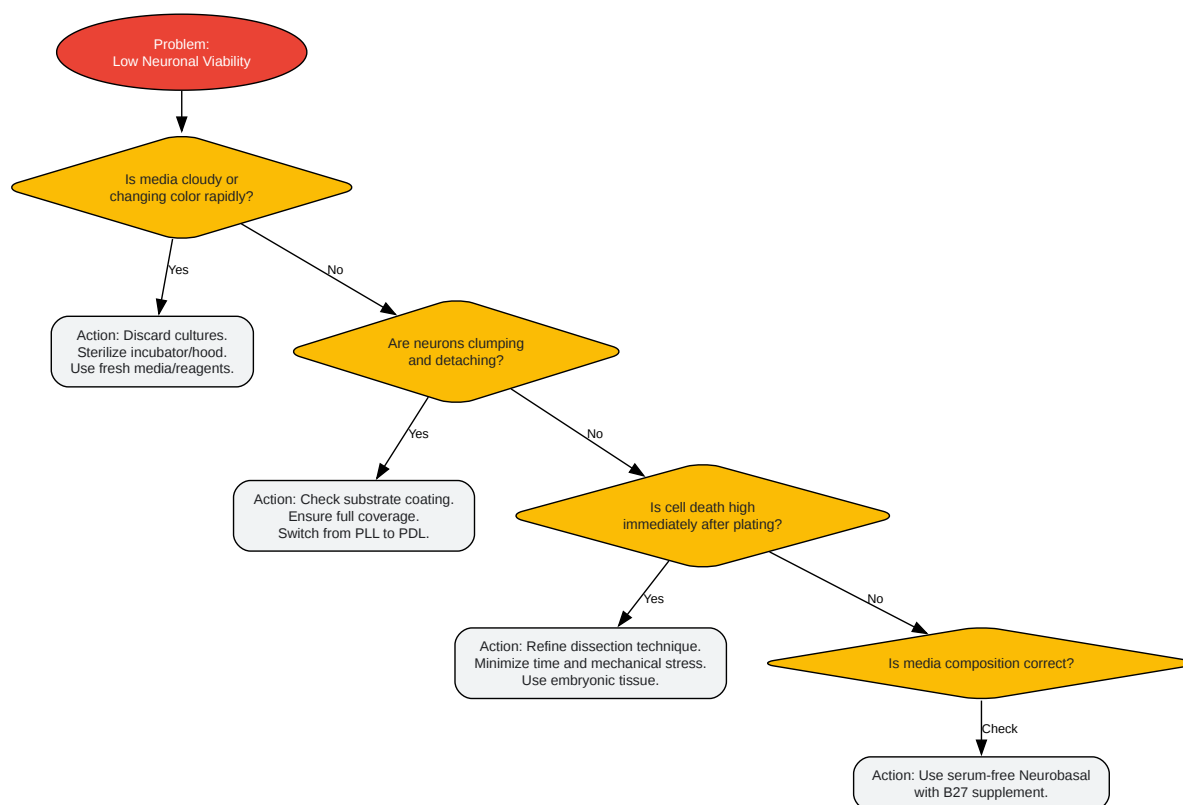 Problem:
Low Neuronal Viability
Is media cloudy or
changing color rapidly?
Yes
No
Action: Discard cultures.
Sterilize incubator/hood.
Use fresh media/reagents.
Are neurons clumping
and detaching?
Yes
No
Action: Check substrate coating.
Ensure full coverage.
Switch from PLL to PDL.
Is cell death high
immediately after plating?
Yes
No
Action: Refine dissection technique.
Minimize time and mechanical stress.
Use embryonic tissue.
Is media composition correct?
Check
Action: Use serum-free Neurobasal
with B27 supplement.